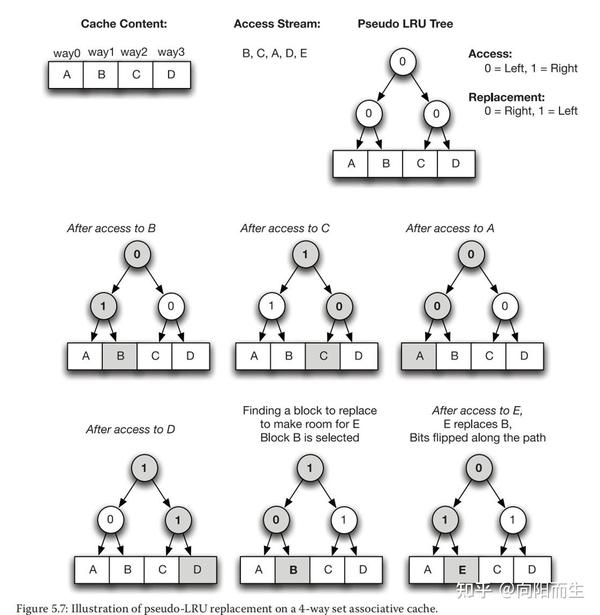 Cache Content:
way0 way1 way2 way3
A B C D
Access Stream:
B, C, A, D, E
Pseudo LRU Tree
0
0 0
A B C D
Access:
0 = Left, 1 = Right
Replacement:
0 = Right, 1 = Left
After access to B
0
1 0
A B C D
After access to C
1
1 0
A B C D
After access to A
0
0 0
A B C D
After access to D
1
0 1
A B C D
Finding a block to replace
to make room for E
Block B is selected
1
0 1
A B C D
After access to E,
E replaces B,
Bits flipped along the path
0
1 1
A E C D
Figure 5.7: Illustration of pseudo-LRU replacement on a 4-way set associative cache.
知乎 @向阳而生